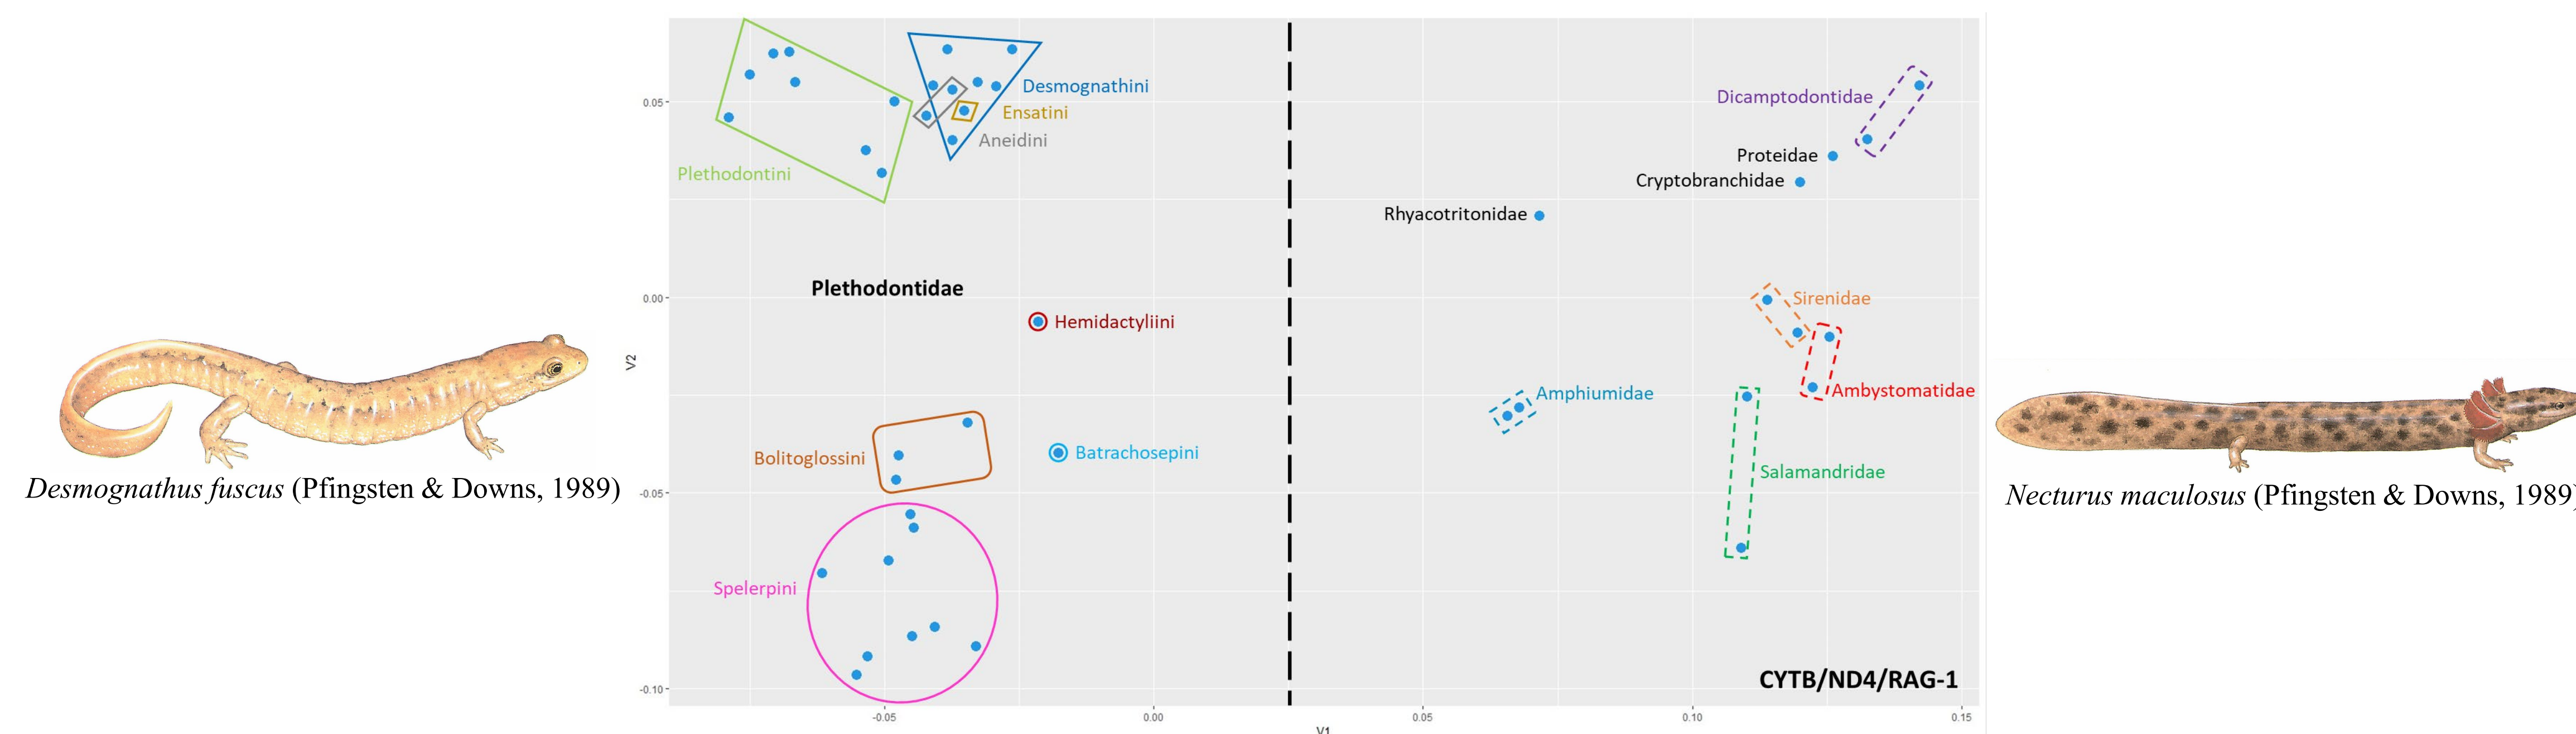 Desmognathini
Dicamptodontidae
0.05
Ensatini
Aneidini
Proteidae
Plethodontini
Cryptobranchidae
Rhyacotritonidae
Plethodontidae
0.00
Sirenidae
Hemidactyliini
V2
Amphiumidae
Ambystomatidae
Bolitoglossini
Batrachosepini
Salamandridae
Desmognathus fuscus (Pfingsten & Downs, 1989)
-0.05
Necturus maculosus (Pfingsten & Downs, 1989)
Spelerpini
CYTB/ND4/RAG-1
-0.10
-0.05
0.00
0.05
0.10
0.15
V1